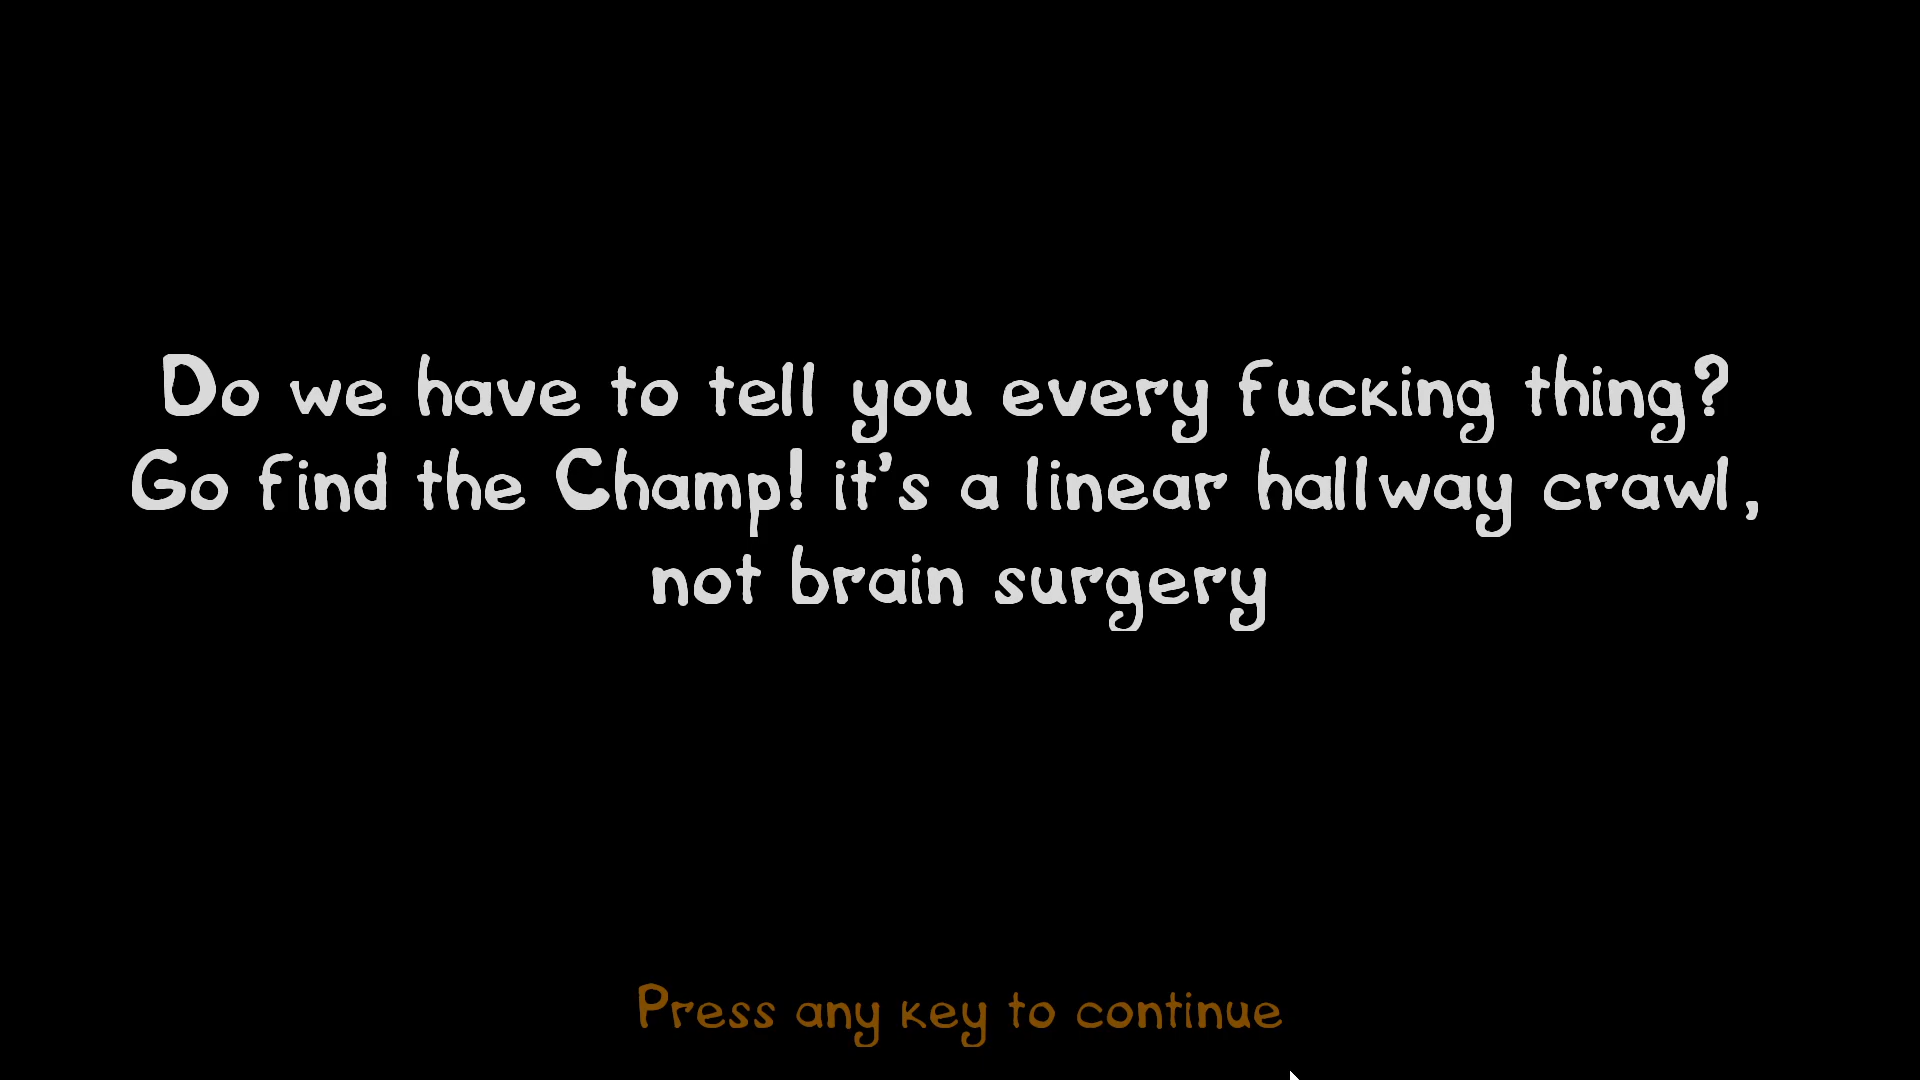 Do we have to tell you every fucking thing?
Go find the Champ! it's a linear hallway crawl,
not brain surgery
Press any key to continue